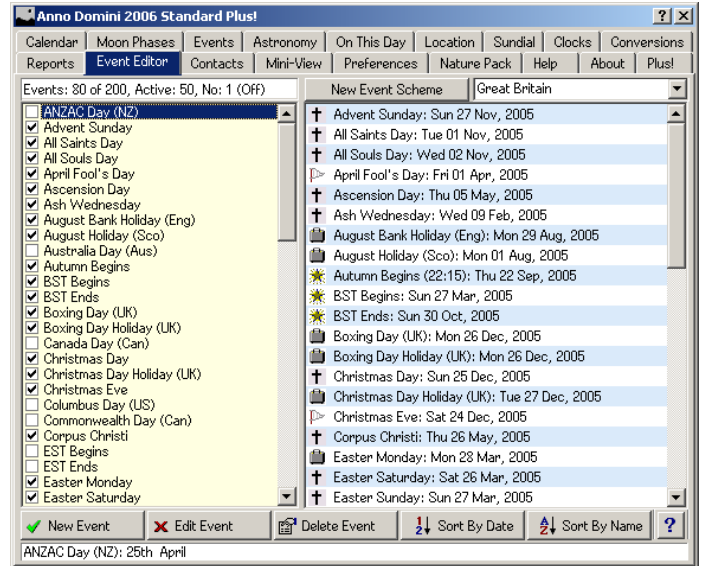 Anno Domini 2006 Standard Plus!
Calendar Moon Phases Events Astronomy On This Day Location Sundial Clocks Conversions
Reports Event Editor Contacts Mini-View Preferences Nature Pack Help About Plus!
Events: 80 of 200, Active: 50, No: 1 (Off)
ANZAC Day (NZ)
Advent Sunday
All Saints Day
All Souls Day
April Fool's Day
Ascension Day
Ash Wednesday
August Bank Holiday (Eng)
August Holiday (Sco)
Australia Day (Aus)
Autumn Begins
BST Begins
BST Ends
Boxing Day (UK)
Boxing Day Holiday (UK)
Canada Day (Can)
Christmas Day
Christmas Day Holiday (UK)
Christmas Eve
Columbus Day (US)
Commonwealth Day (Can)
Corpus Christi
EST Begins
EST Ends
Easter Monday
Easter Saturday
New Event Scheme Great Britain
Advent Sunday: Sun 27 Nov, 2005
All Saints Day: Tue 01 Nov, 2005
All Souls Day: Wed 02 Nov, 2005
April Fool's Day: Fri 01 Apr, 2005
Ascension Day: Thu 05 May, 2005
Ash Wednesday: Wed 09 Feb, 2005
August Bank Holiday (Eng): Mon 29 Aug, 2005
August Holiday (Sco): Mon 01 Aug, 2005
Autumn Begins (22:15): Thu 22 Sep, 2005
BST Begins: Sun 27 Mar, 2005
BST Ends: Sun 30 Oct, 2005
Boxing Day (UK): Mon 26 Dec, 2005
Boxing Day Holiday (UK): Mon 26 Dec, 2005
Christmas Day: Sun 25 Dec, 2005
Christmas Day Holiday (UK): Tue 27 Dec, 2005
Christmas Eve: Sat 24 Dec, 2005
Corpus Christi: Thu 26 May, 2005
Easter Monday: Mon 28 Mar, 2005
Easter Saturday: Sat 26 Mar, 2005
Easter Sunday: Sun 27 Mar, 2005
New Event Edit Event Delete Event Sort By Date Sort By Name ?
ANZAC Day (NZ): 25th April